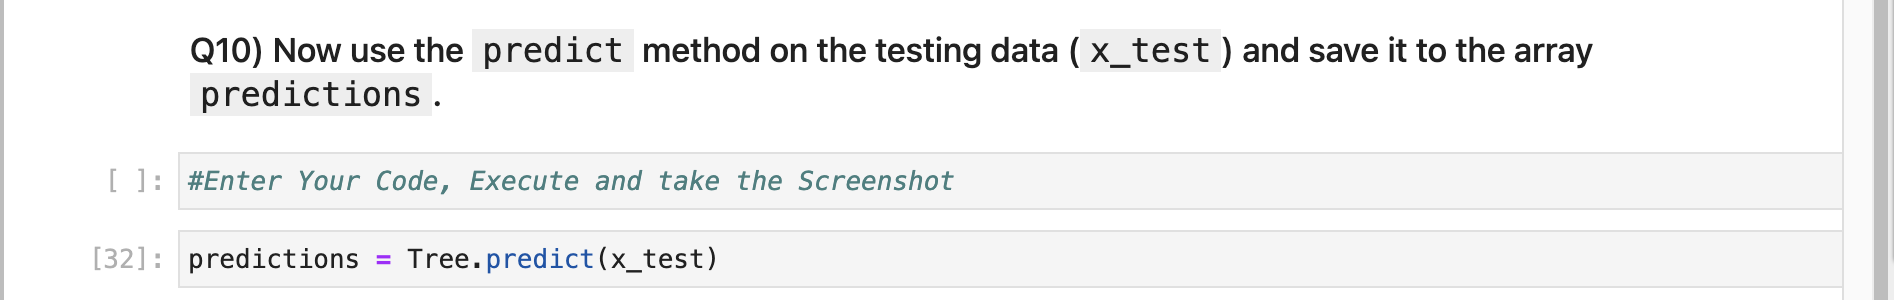 Q10) Now use the predict method on the testing data (x_test) and save it to the array
predictions.
[ ]: #Enter Your Code, Execute and take the Screenshot
[32]: predictions = Tree.predict(x_test)